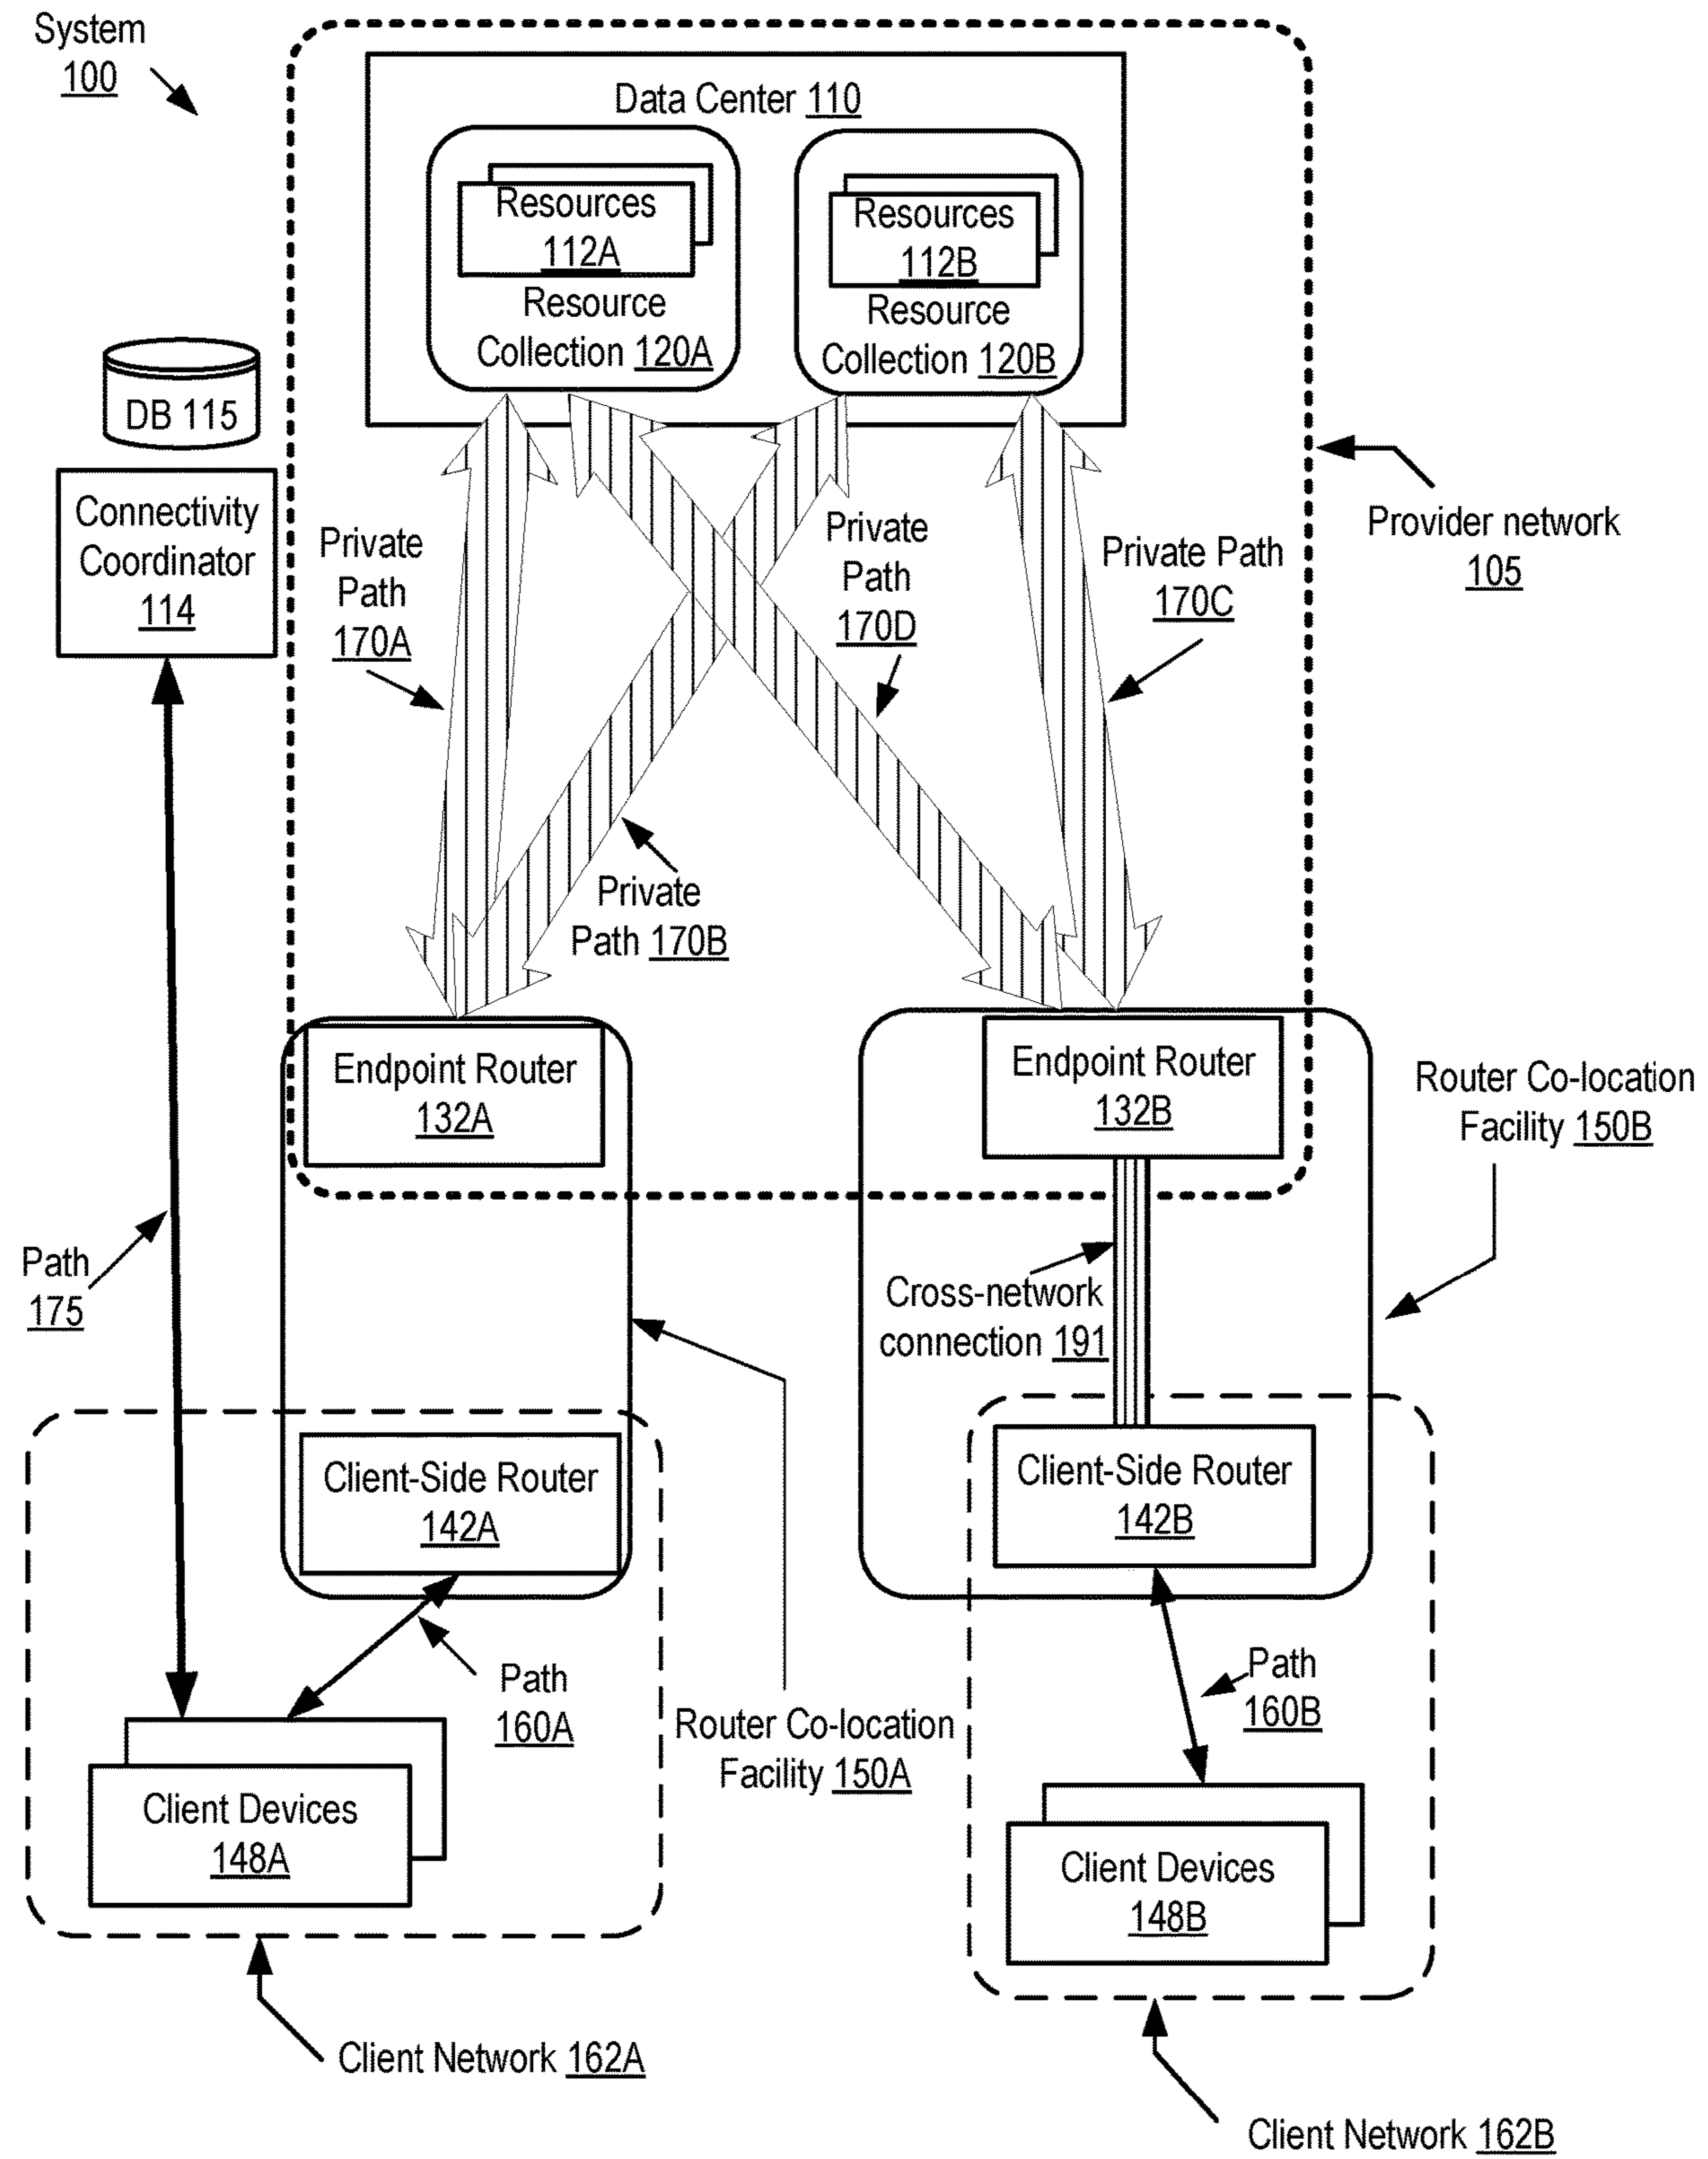 System
100
Data Center 110
Resources
112A
Resource
Collection 120A
Resources
112B
Resource
Collection 120B
DB 115
Connectivity
Coordinator
114
Private
Path
170A
Private
Path
170D
Private Path
170C
Provider network
105
Private
Path 170B
Endpoint Router
132A
Endpoint Router
132B
Router Co-location
Facility 150B
Path
175
Cross-network
connection 191
Client-Side Router
142A
Client-Side Router
142B
Path
160A
Path
160B
Router Co-location
Facility 150A
Client Devices
148A
Client Devices
148B
Client Network 162A
Client Network 162B